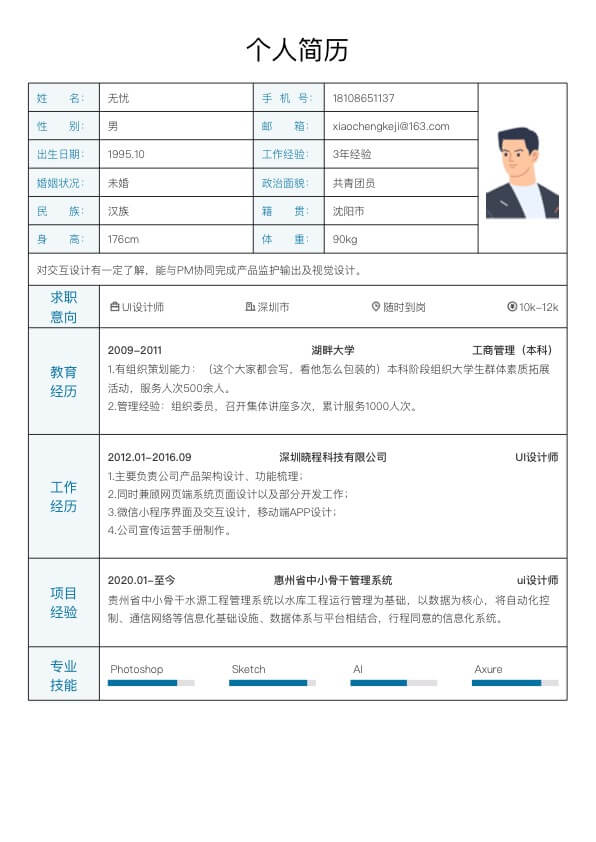 个人简历
姓 名： 无忧 手 机 号： 18108651137
性 别： 男 邮 箱： xiaochengkeji@163.com
出生日期： 1995.10 工作经验： 3年经验
婚姻状况： 未婚 政治面貌： 共青团员
民 族： 汉族 籍 贯： 沈阳市
身 高： 176cm 体 重： 90kg
对交互设计有一定了解，能与PM协同完成产品监护输出及视觉设计。
求职
意向
UI设计师 深圳市 随时到岗 10k-12k
教育
经历
2009-2011 湖畔大学 工商管理（本科）
1.有组织策划能力：（这个大家都会写，看他怎么包装的）本科阶段组织大学生群体素质拓展
活动，服务人次500余人。
2.管理经验：组织委员，召开集体讲座多次，累计服务1000人次。
工作
经历
2012.01-2016.09 深圳晓程科技有限公司 UI设计师
1.主要负责公司产品架构设计、功能梳理；
2.同时兼顾网页端系统页面设计以及部分开发工作；
3.微信小程序界面及交互设计，移动端APP设计；
4.公司宣传运营手册制作。
项目
经验
2020.01-至今 惠州省中小骨干管理系统 ui设计师
贵州省中小骨干水源工程管理系统以水库工程运行管理为基础，以数据为核心，将自动化控
制、通信网络等信息化基础设施、数据体系与平台相结合，行程同意的信息化系统。
专业
技能
Photoshop Sketch AI Axure